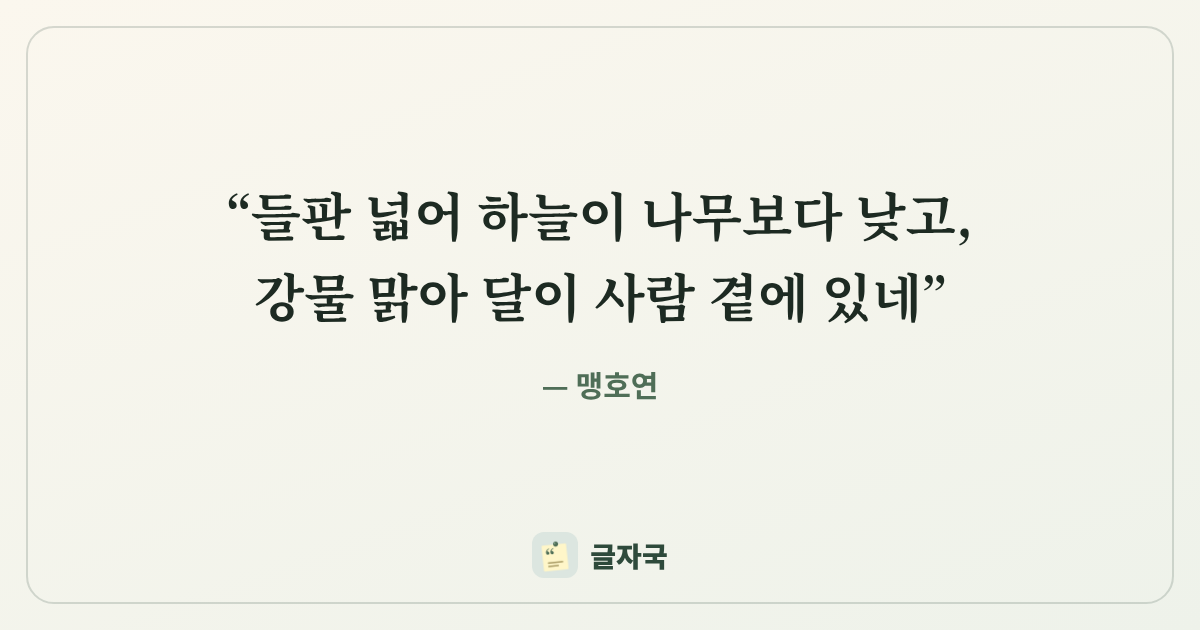 “들판 넓어 하늘이 나무보다 낮고,
강물 맑아 달이 사람 곁에 있네”
— 맹호연
글자국